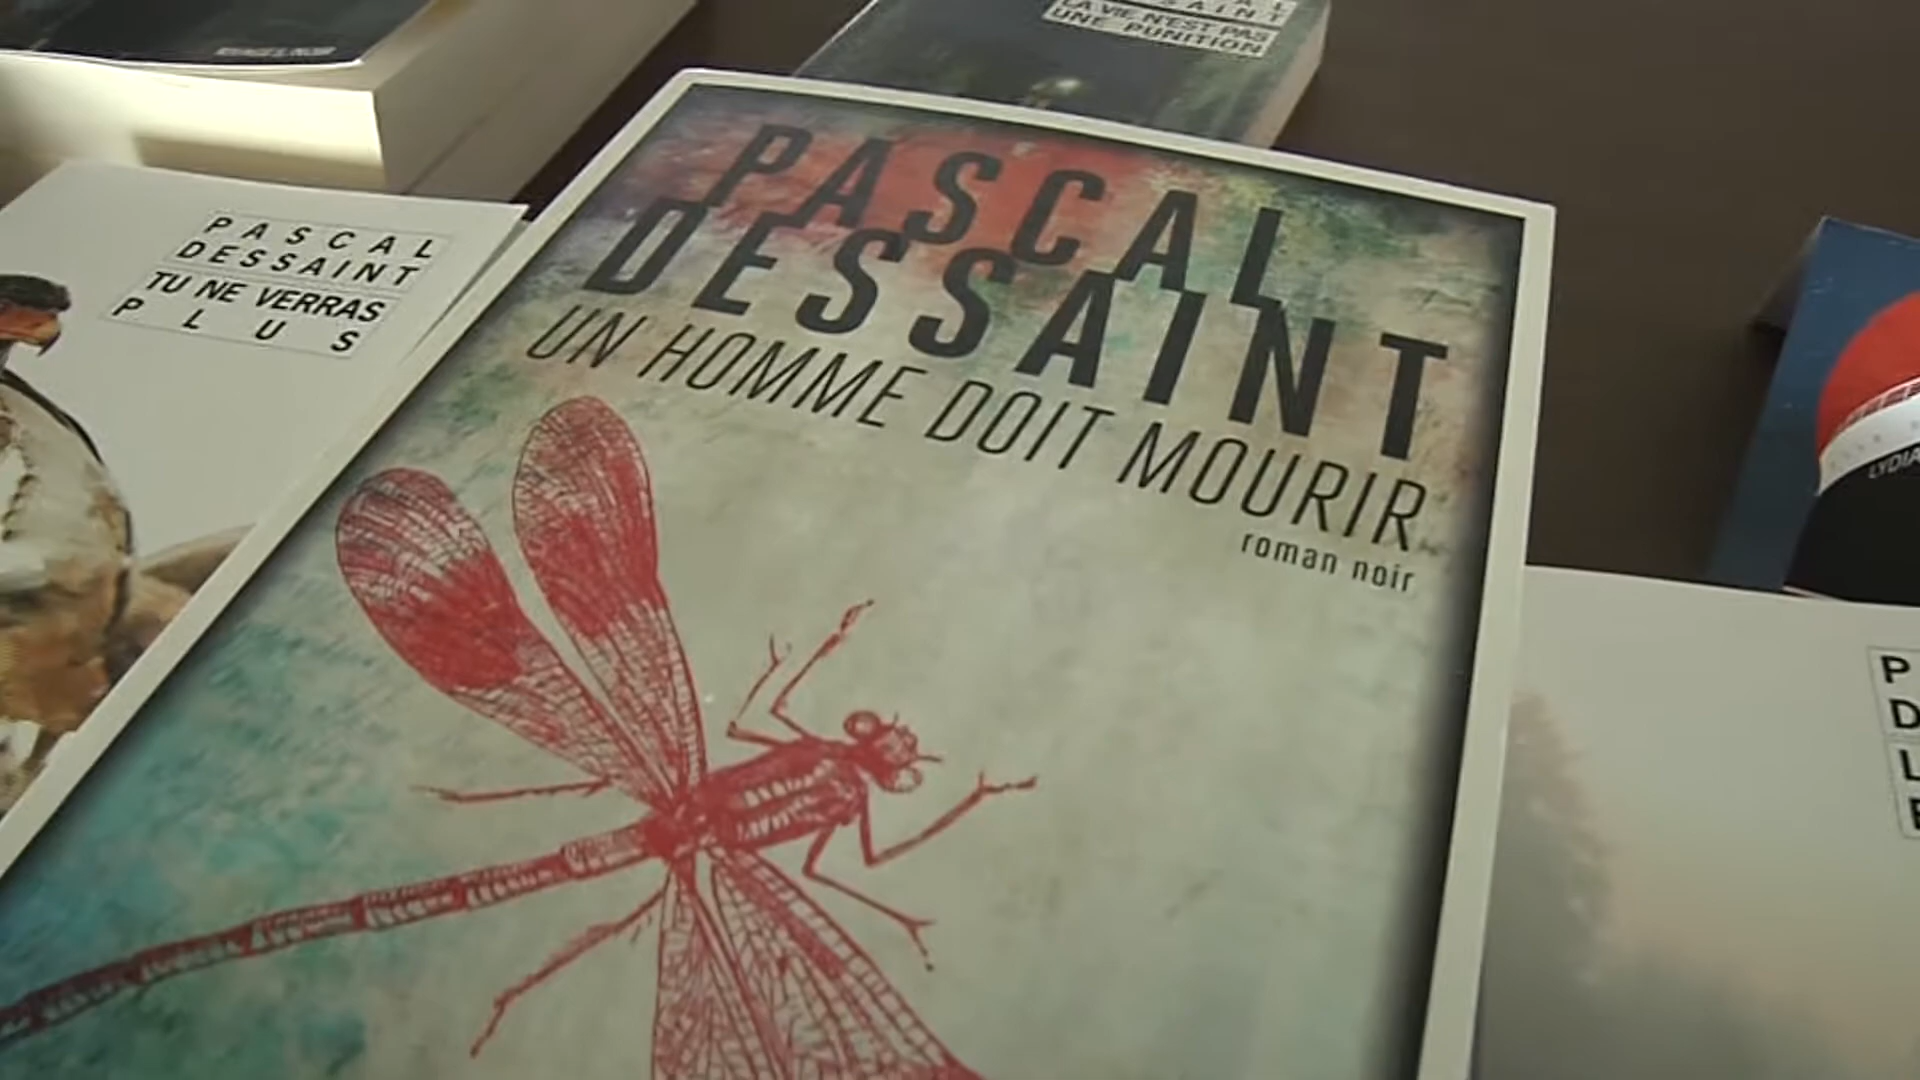 LA VIE N'EST PAS
UNE PUNITION
PASCAL
DESSAINT
TU NE VERRAS
PLUS
PASCAL
DESSAINT
UN HOMME DOIT MOURIR
roman noir
LYDIA
P
D
L